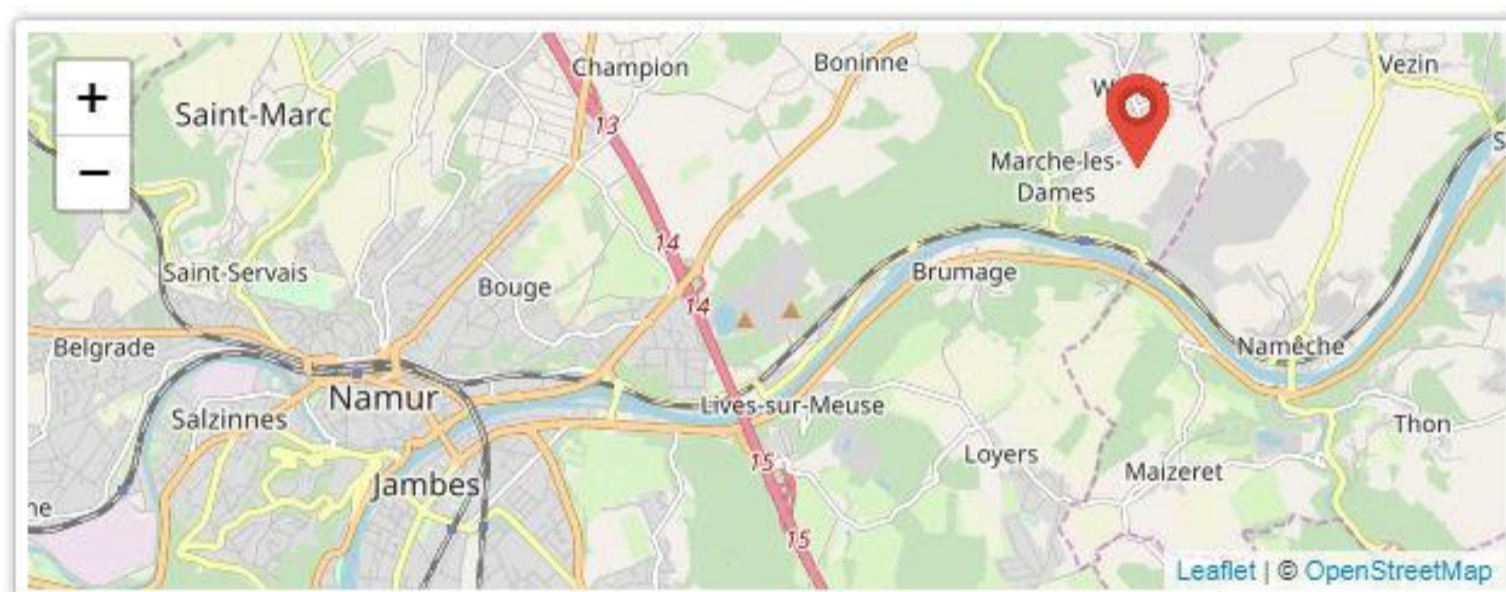 Champion
Boninne
Vezin
+
Saint-Marc
13
−
Marche-les-
Dames
14
Saint-Servais
Brumage
Bouge
14
Belgrade
Namêche
Namur
Lives-sur-Meuse
Salzinnes
Thon
Loyers
15
Maizeret
Jambes
15
Leaflet | © OpenStreetMap